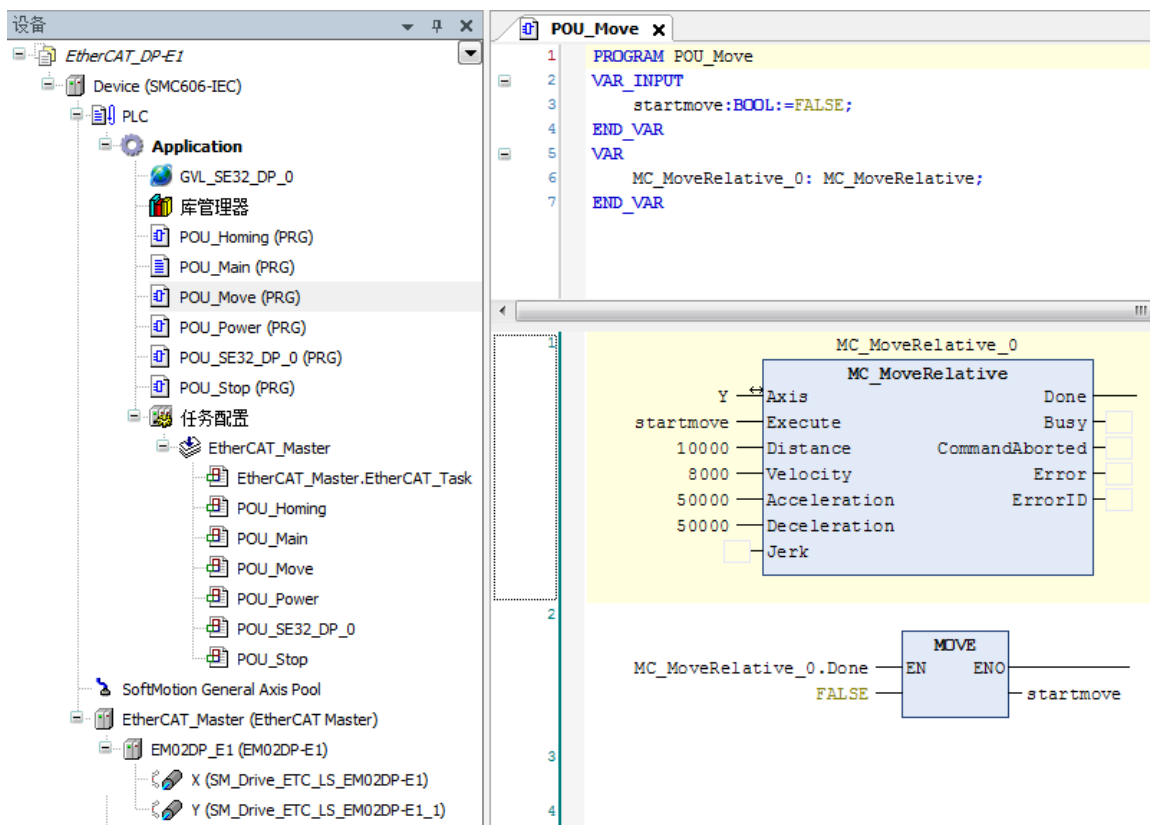 设备
EtherCAT_DP-E1
Device (SMC606-IEC)
PLC
Application
GVL_SE32_DP_0
库管理器
POU_Homing (PRG)
POU_Main (PRG)
POU_Move (PRG)
POU_Power (PRG)
POU_SE32_DP_0 (PRG)
POU_Stop (PRG)
任务配置
EtherCAT_Master
EtherCAT_Master.EtherCAT_Task
POU_Homing
POU_Main
POU_Move
POU_Power
POU_SE32_DP_0
POU_Stop
SoftMotion General Axis Pool
EtherCAT_Master (EtherCAT Master)
EM02DP_E1 (EM02DP-E1)
X (SM_Drive_ETC_LS_EM02DP-E1)
Y (SM_Drive_ETC_LS_EM02DP-E1_1)
POU_Move
1 PROGRAM POU_Move
2 VAR_INPUT
3 startmove:BOOL:=FALSE;
4 END_VAR
5 VAR
6 MC_MoveRelative_0: MC_MoveRelative;
7 END_VAR
1 MC_MoveRelative_0
MC_MoveRelative
Y Axis Done
startmove Execute Busy
10000 Distance CommandAborted
8000 Velocity Error
50000 Acceleration ErrorID
50000 Deceleration
Jerk
2
MOVE
MC_MoveRelative_0.Done EN ENO
FALSE startmove
3
4